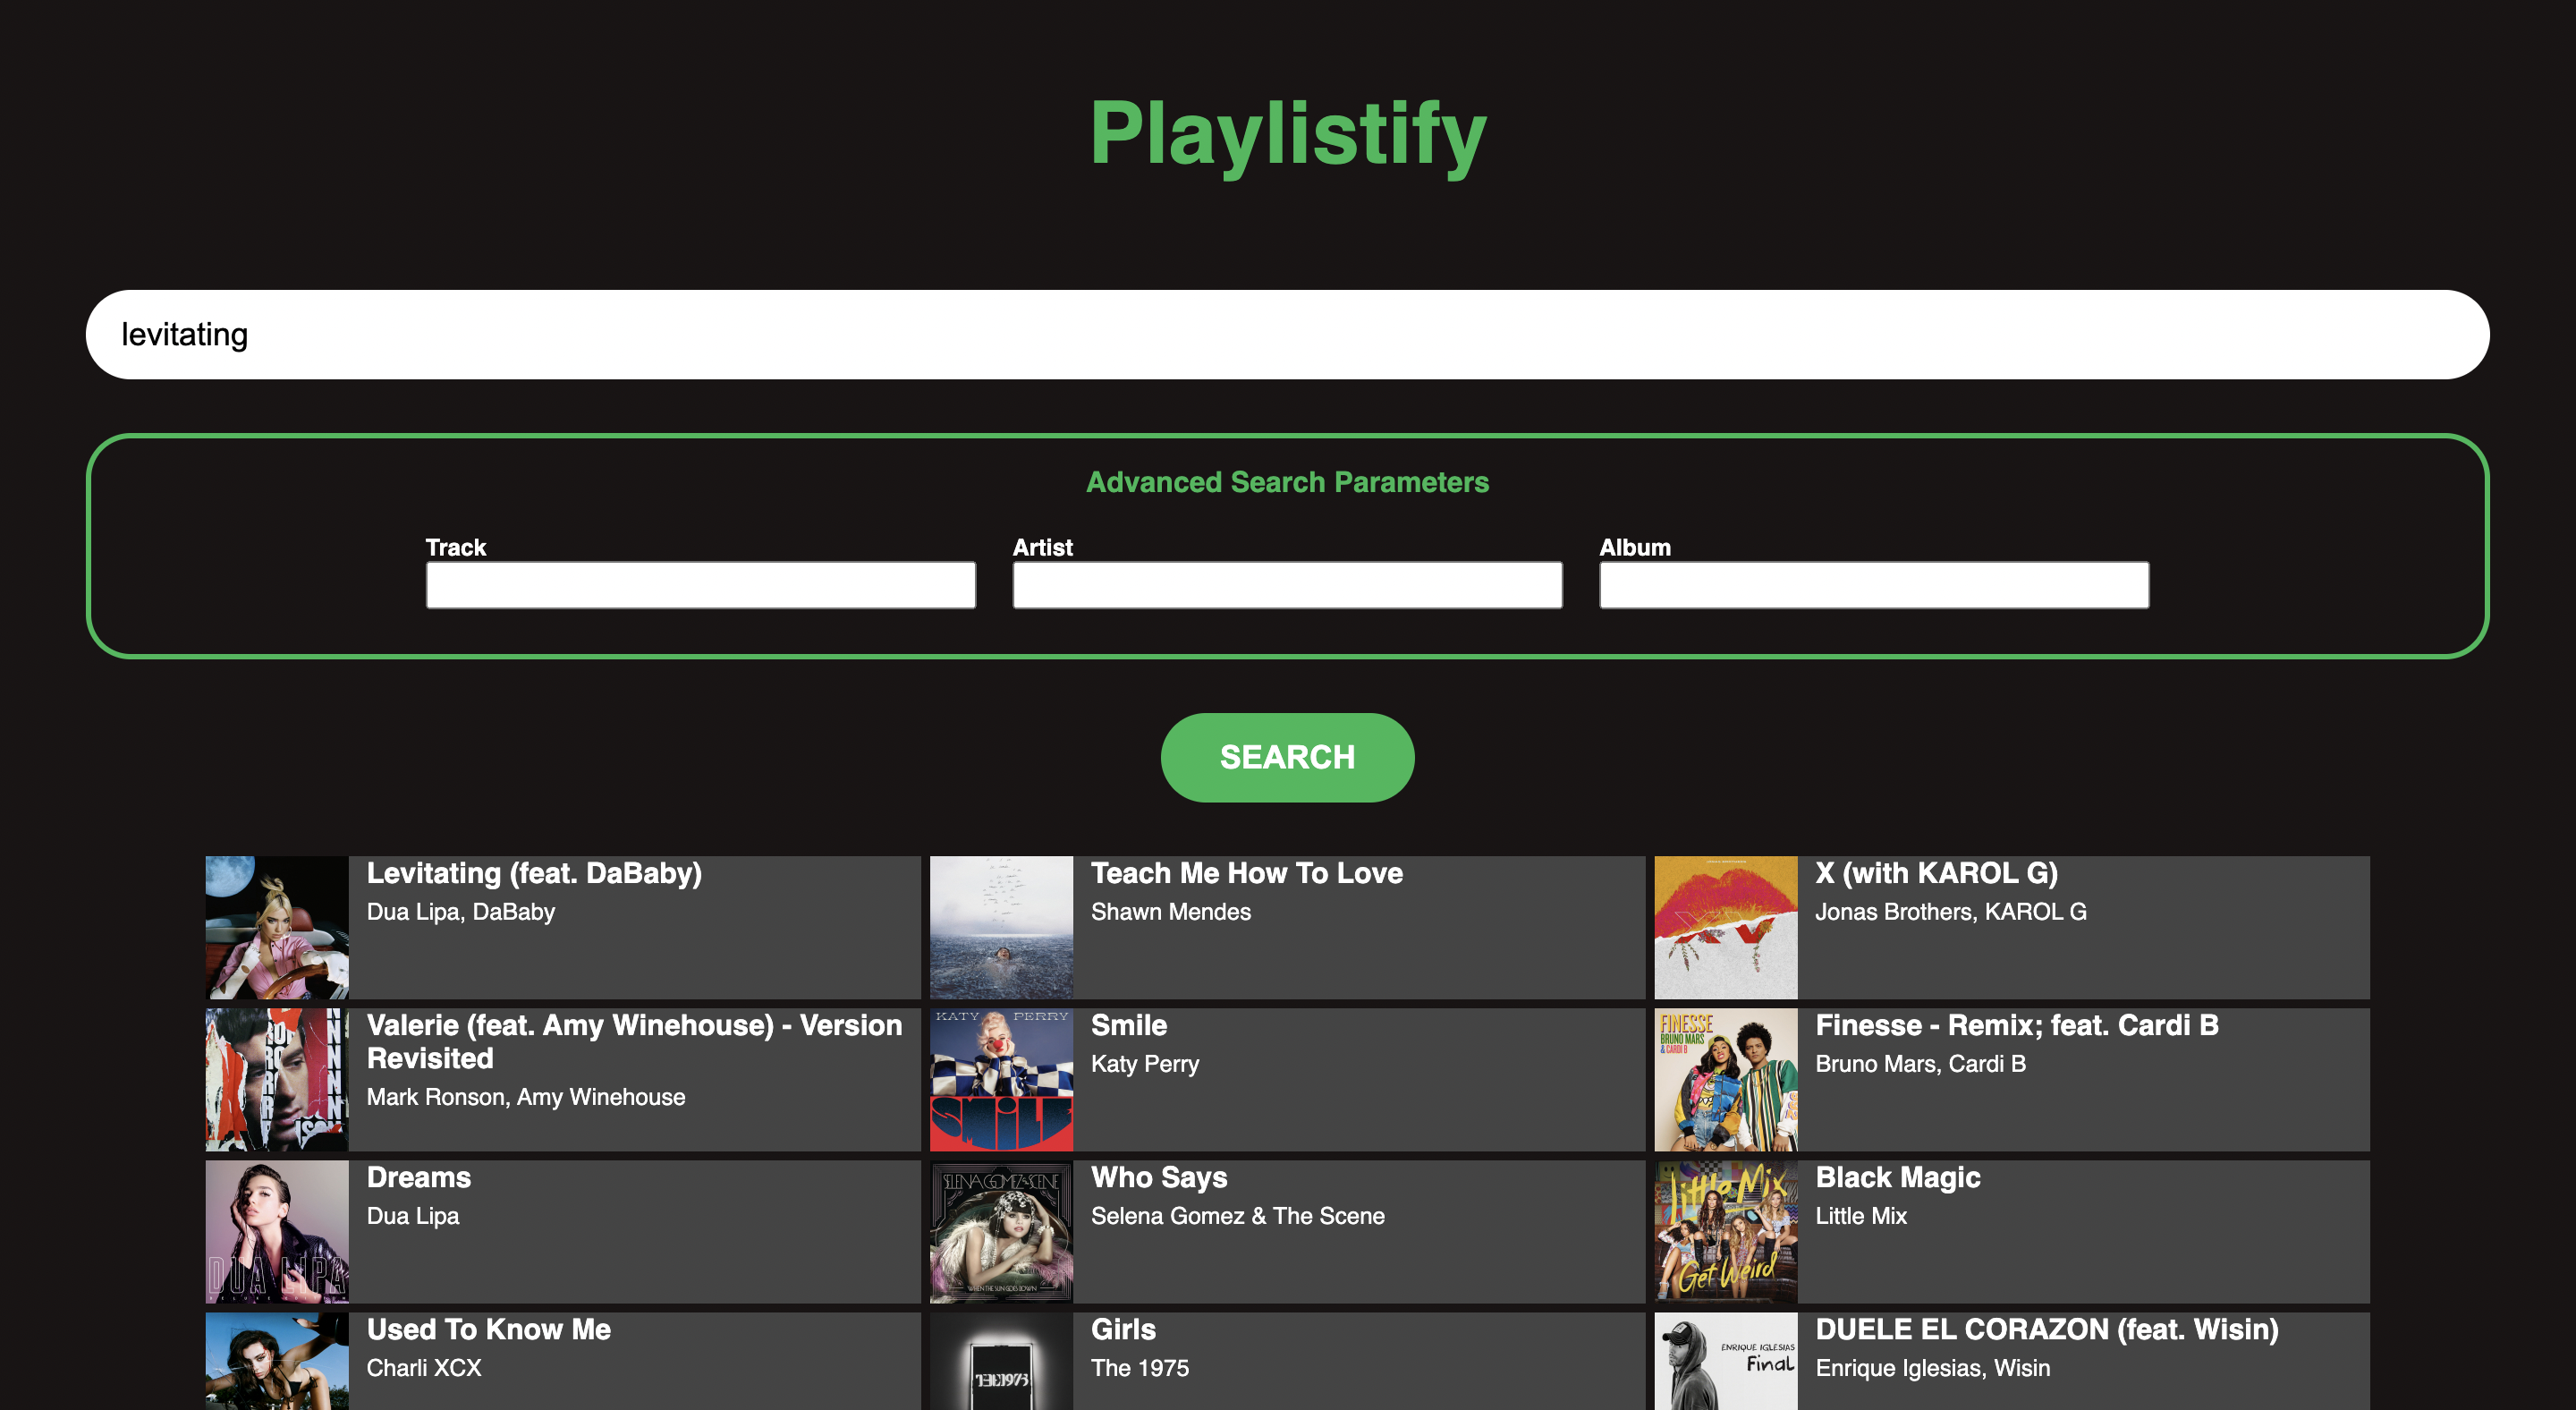 Playlistify
levitating
Advanced Search Parameters
Track Artist Album
SEARCH
Levitating (feat. DaBaby)
Dua Lipa, DaBaby
Teach Me How To Love
Shawn Mendes
X (with KAROL G)
Jonas Brothers, KAROL G
Valerie (feat. Amy Winehouse) - Version
Revisited
Mark Ronson, Amy Winehouse
KATY PERRY
SMILE
Smile
Katy Perry
FINESSE
BRUNO MARS
& CARDI B
Finesse - Remix; feat. Cardi B
Bruno Mars, Cardi B
DUA LIPA
Dreams
Dua Lipa
SELENA GOMEZ & SCENE
WHEN THE SUN GOES DOWN
Who Says
Selena Gomez & The Scene
Little Mix
Get Weird
Black Magic
Little Mix
Used To Know Me
Charli XCX
THE 1975
Girls
The 1975
ENRIQUE IGLESIAS
Final
DUELE EL CORAZON (feat. Wisin)
Enrique Iglesias, Wisin